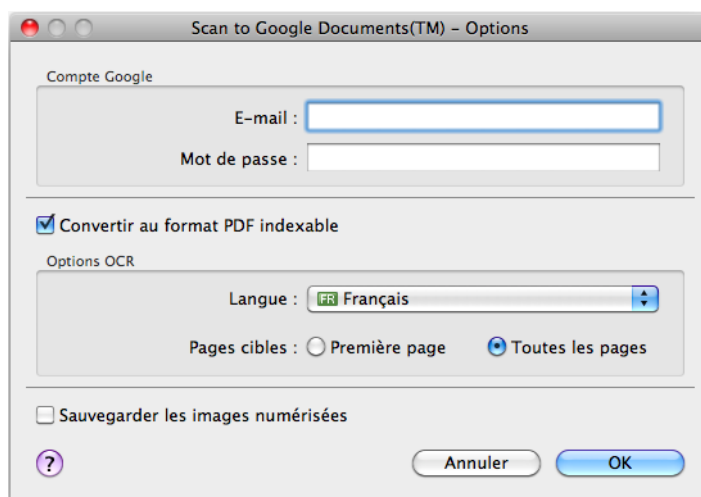 Scan to Google Documents(TM) – Options
Compte Google
E-mail :
Mot de passe :
Convertir au format PDF indexable
Options OCR
Langue : FR Français
Pages cibles : Première page Toutes les pages
Sauvegarder les images numérisées
? Annuler OK